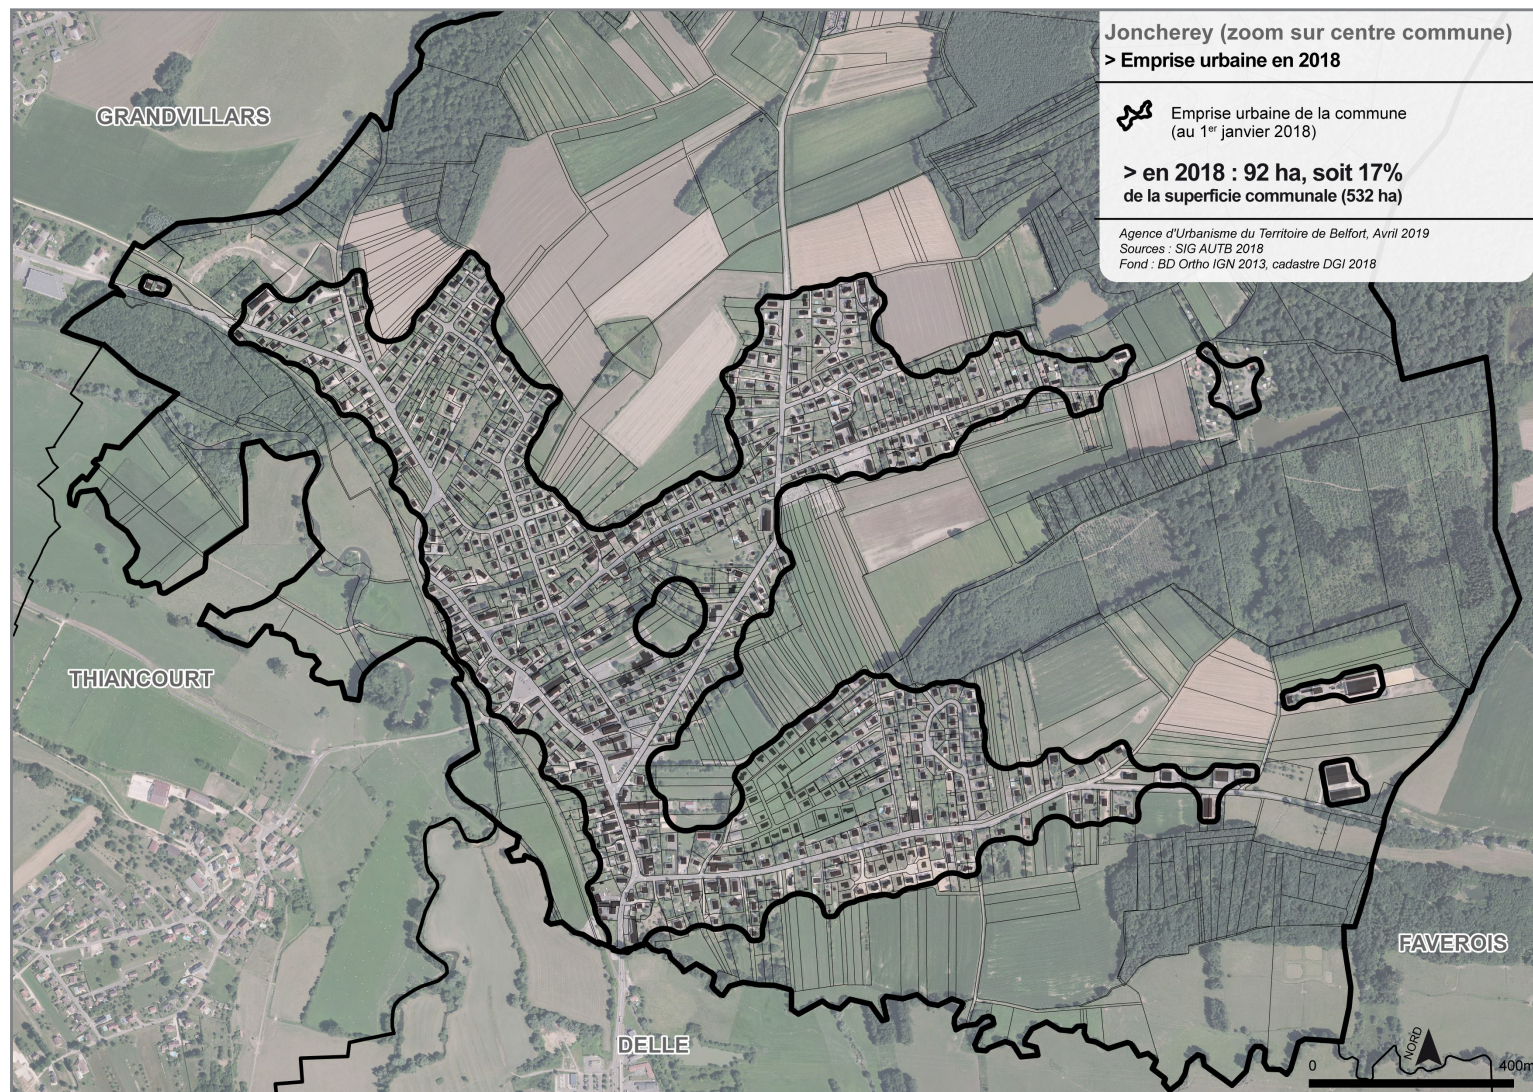 Joncherey (zoom sur centre commune)
> Emprise urbaine en 2018
Emprise urbaine de la commune
(au 1er janvier 2018)
> en 2018 : 92 ha, soit 17%
de la superficie communale (532 ha)
Agence d'Urbanisme du Territoire de Belfort, Avril 2019
Sources : SIG AUTB 2018
Fond : BD Ortho IGN 2013, cadastre DGI 2018
GRANDVILLARS
THIANCOURT
FAVEROIS
DELLE
NORD
0 400m